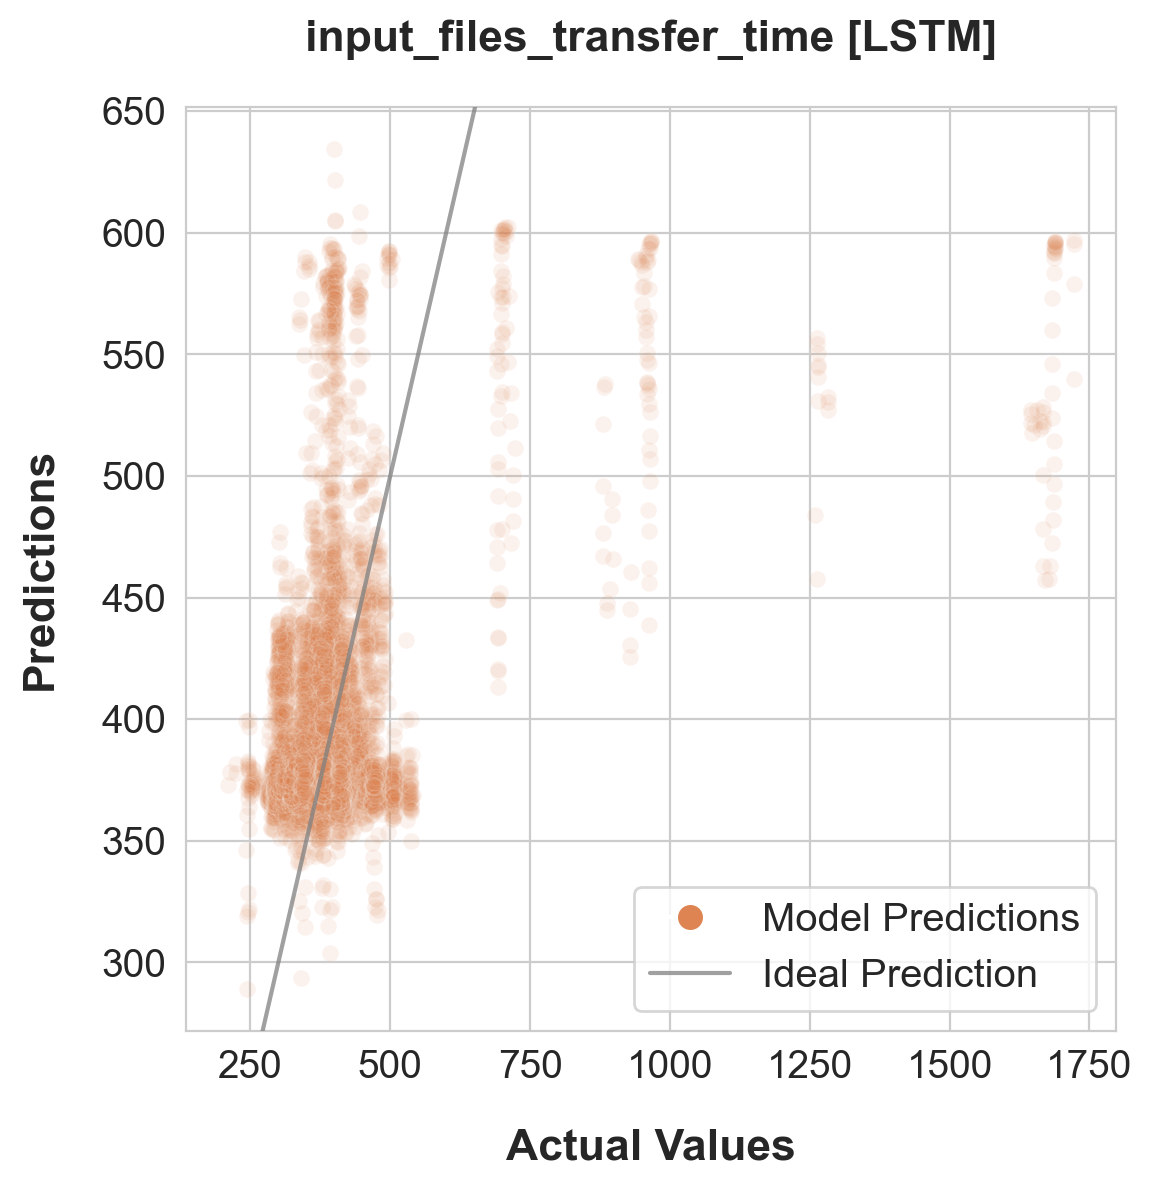 input_files_transfer_time [LSTM]
650
600
550
500
450
400
350
300
Predictions
Model Predictions
Ideal Prediction
250 500 750 1000 1250 1500 1750
Actual Values